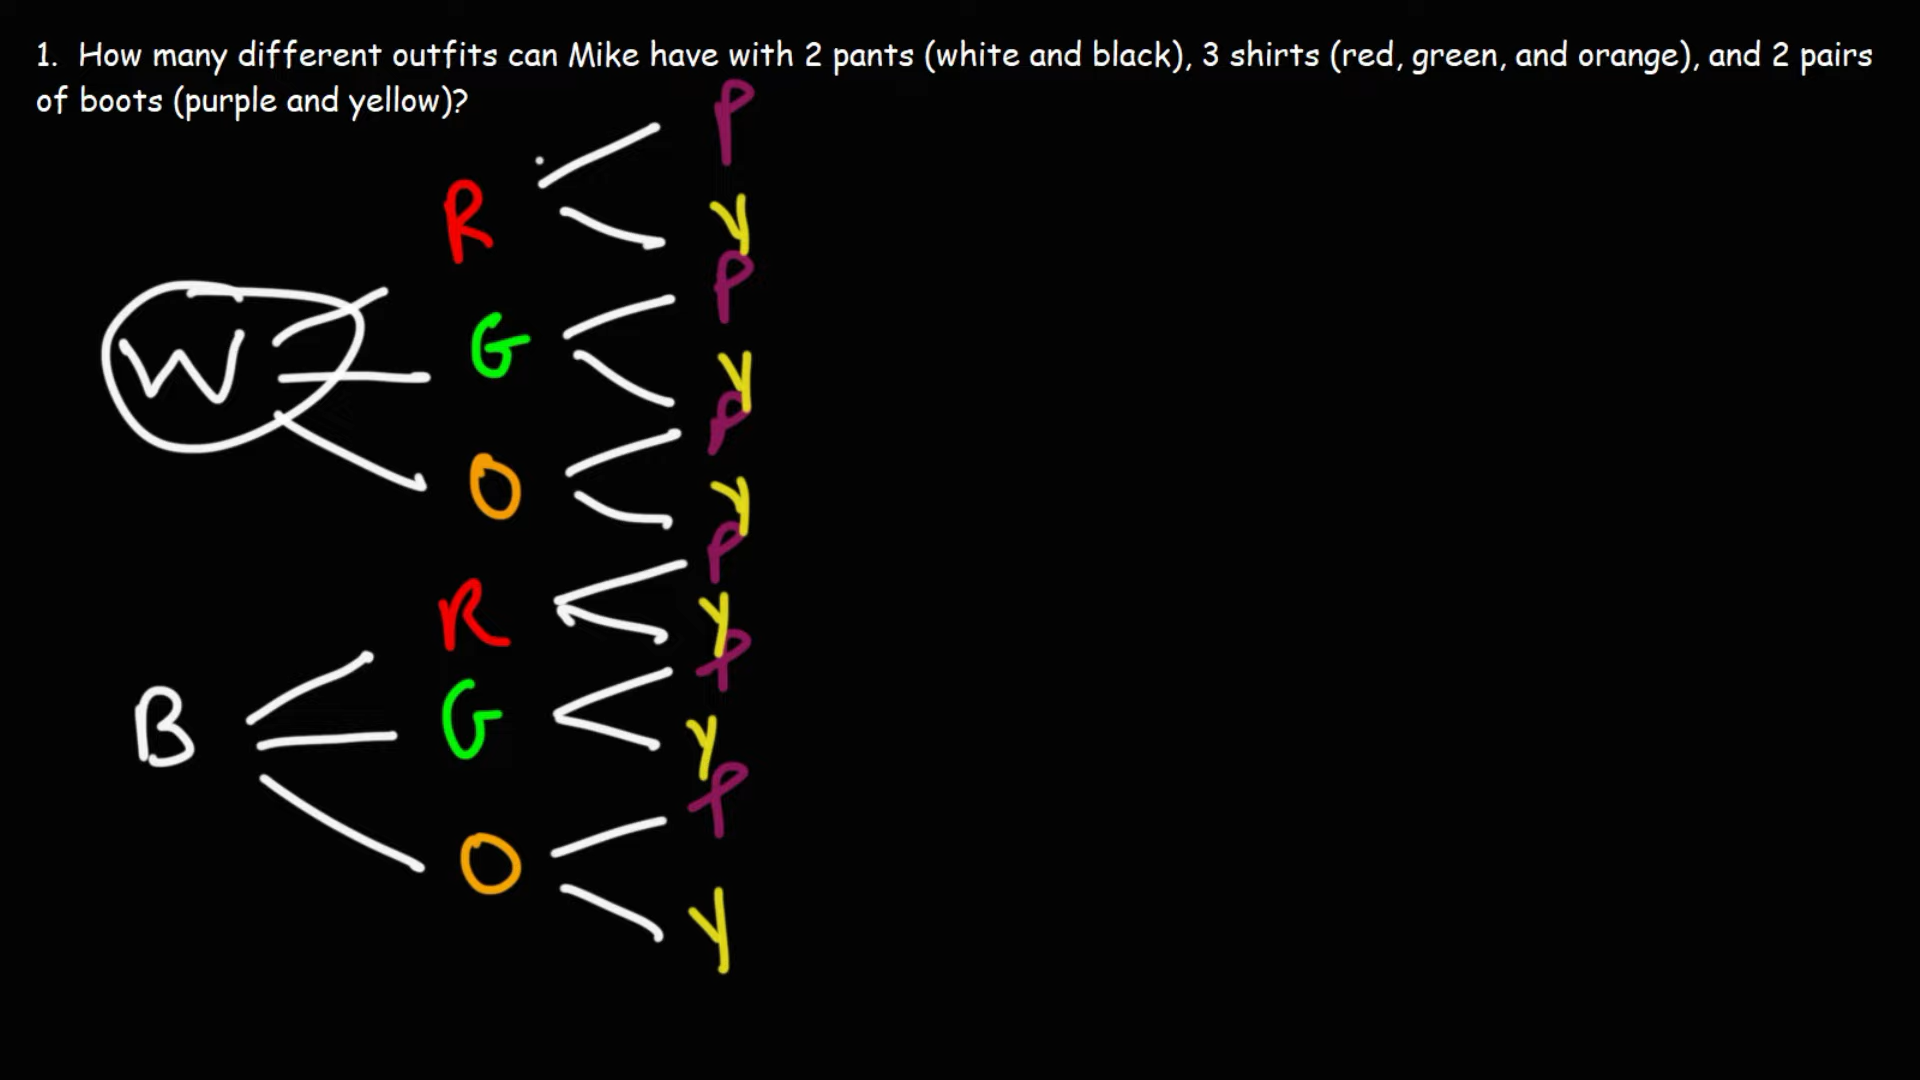 1. How many different outfits can Mike have with 2 pants (white and black), 3 shirts (red, green, and orange), and 2 pairs
of boots (purple and yellow)?
P
R
Y
P
W
G
Y
P
O
Y
P
R
Y
P
B
G
Y
P
O
Y